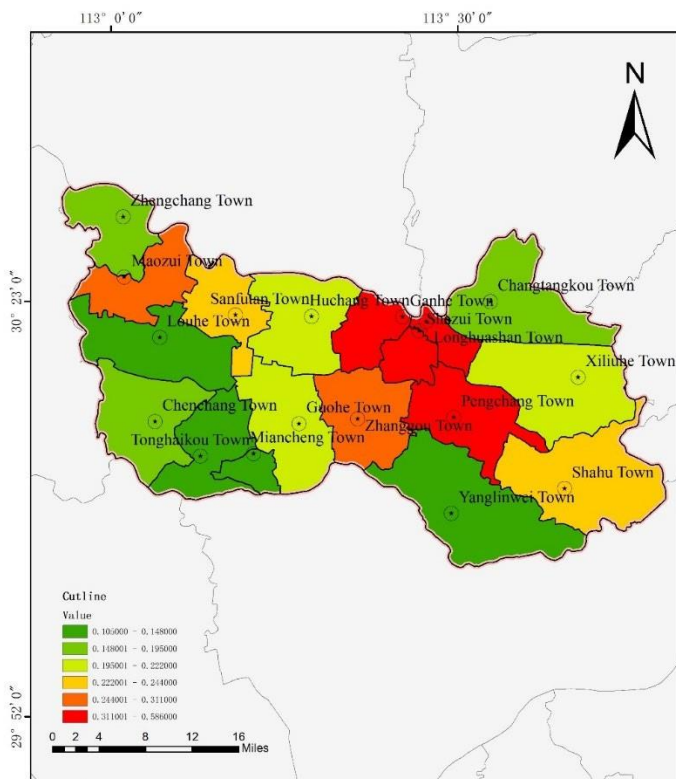 113° 0′0″
113° 30′0″
N
Zhangchang Town
Maozui Town
Changtangkou Town
30° 23′0″
Sanfutan Town
Huchang Town
Ganhe Town
Shazui Town
Louhe Town
Longhuashan Town
Xiliuhe Town
Chenchang Town
Guohe Town
Pengchang Town
Zhanggou Town
Tonghaikou Town
Miancheng Town
Shahu Town
Yanglinwei Town
Cutline
Value
0.105000 - 0.148000
0.148001 - 0.195000
0.195001 - 0.222000
0.222001 - 0.244000
0.244001 - 0.311000
0.311001 - 0.586000
29° 52′0″
0 2 4 8 12 16
Miles